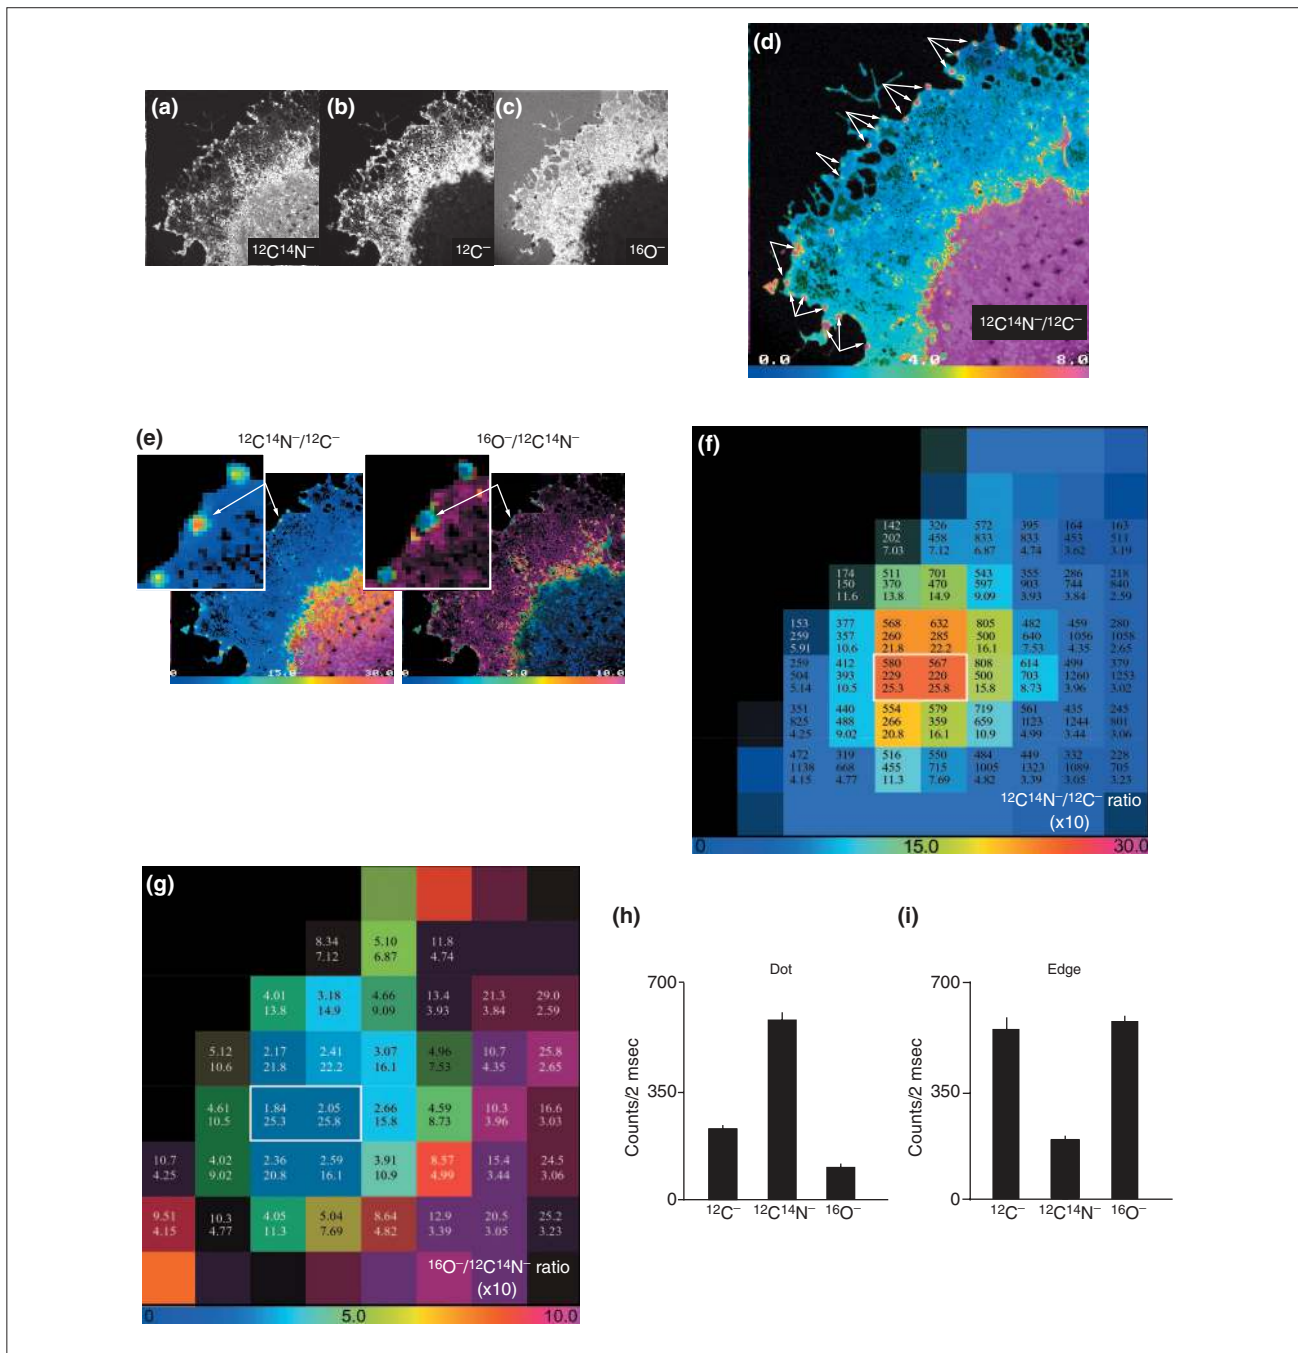 (a)
(b)
(c)
¹²C¹⁴N⁻
¹²C⁻
¹⁶O⁻
(d)
¹²C¹⁴N⁻/¹²C⁻
0.0 4.0 8.0
(e)
¹²C¹⁴N⁻/¹²C⁻
¹⁶O⁻/¹²C¹⁴N⁻
0 15.0 30.0
0 5.0 10.0
(f)
142 326 572 395 164 163
202 458 833 833 453 511
7.03 7.12 6.87 4.74 3.62 3.19
174 511 701 543 355 286 218
150 370 470 597 903 744 840
11.6 13.8 14.9 9.09 3.93 3.84 2.59
153 377 568 632 805 482 459 280
259 357 260 285 500 640 1056 1058
5.91 10.6 21.8 22.2 16.1 7.53 4.35 2.65
259 412 580 567 808 614 499 379
504 393 229 220 500 703 1260 1253
5.14 10.5 25.3 25.8 15.8 8.73 3.96 3.02
351 440 554 579 719 561 435 245
825 488 266 359 659 1123 1244 801
4.25 9.02 20.8 16.1 10.9 4.99 3.44 3.06
472 319 516 550 484 449 332 228
1138 668 455 715 1005 1323 1089 705
4.15 4.77 11.3 7.69 4.82 3.39 3.05 3.23
¹²C¹⁴N⁻/¹²C⁻ ratio
(x10)
0 15.0 30.0
(g)
8.34 5.10 11.8
7.12 6.87 4.74
4.01 3.18 4.66 13.4 21.3 29.0
13.8 14.9 9.09 3.93 3.84 2.59
5.12 2.17 2.41 3.07 4.96 10.7 25.8
10.6 21.8 22.2 16.1 7.53 4.35 2.65
4.61 1.84 2.05 2.66 4.59 10.3 16.6
10.5 25.3 25.8 15.8 8.73 3.96 3.03
10.7 4.02 2.36 2.59 3.91 8.57 15.4 24.5
4.25 9.02 20.8 16.1 10.9 4.99 3.44 3.06
9.51 10.3 4.05 5.04 8.64 12.9 20.5 25.2
4.15 4.77 11.3 7.69 4.82 3.39 3.05 3.23
¹⁶O⁻/¹²C¹⁴N⁻ ratio
(x10)
0 5.0 10.0
(h)
Dot
700
350
0
Counts/2 msec
¹²C⁻ ¹²C¹⁴N⁻ ¹⁶O⁻
(i)
Edge
700
350
0
Counts/2 msec
¹²C⁻ ¹²C¹⁴N⁻ ¹⁶O⁻